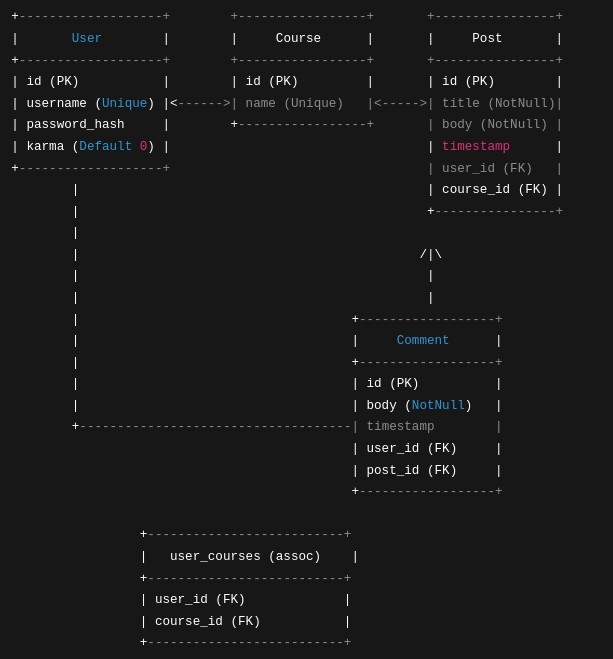 +-------------------+        +-----------------+       +----------------+
|       User        |        |     Course      |       |     Post       |
+-------------------+        +-----------------+       +----------------+
| id (PK)           |        | id (PK)         |       | id (PK)        |
| username (Unique) |<------>| name (Unique)   |<----->| title (NotNull)|
| password_hash     |        +-----------------+       | body (NotNull) |
| karma (Default 0) |                                  | timestamp      |
+-------------------+                                  | user_id (FK)   |
        |                                              | course_id (FK) |
        |                                              +----------------+
        |
        |                                             /|\
        |                                              |
        |                                              |
        |                                    +------------------+
        |                                    |     Comment      |
        |                                    +------------------+
        |                                    | id (PK)          |
        |                                    | body (NotNull)   |
        +------------------------------------| timestamp        |
                                             | user_id (FK)     |
                                             | post_id (FK)     |
                                             +------------------+
                 +--------------------------+
                 |   user_courses (assoc)    |
                 +--------------------------+
                 | user_id (FK)             |
                 | course_id (FK)           |
                 +--------------------------+